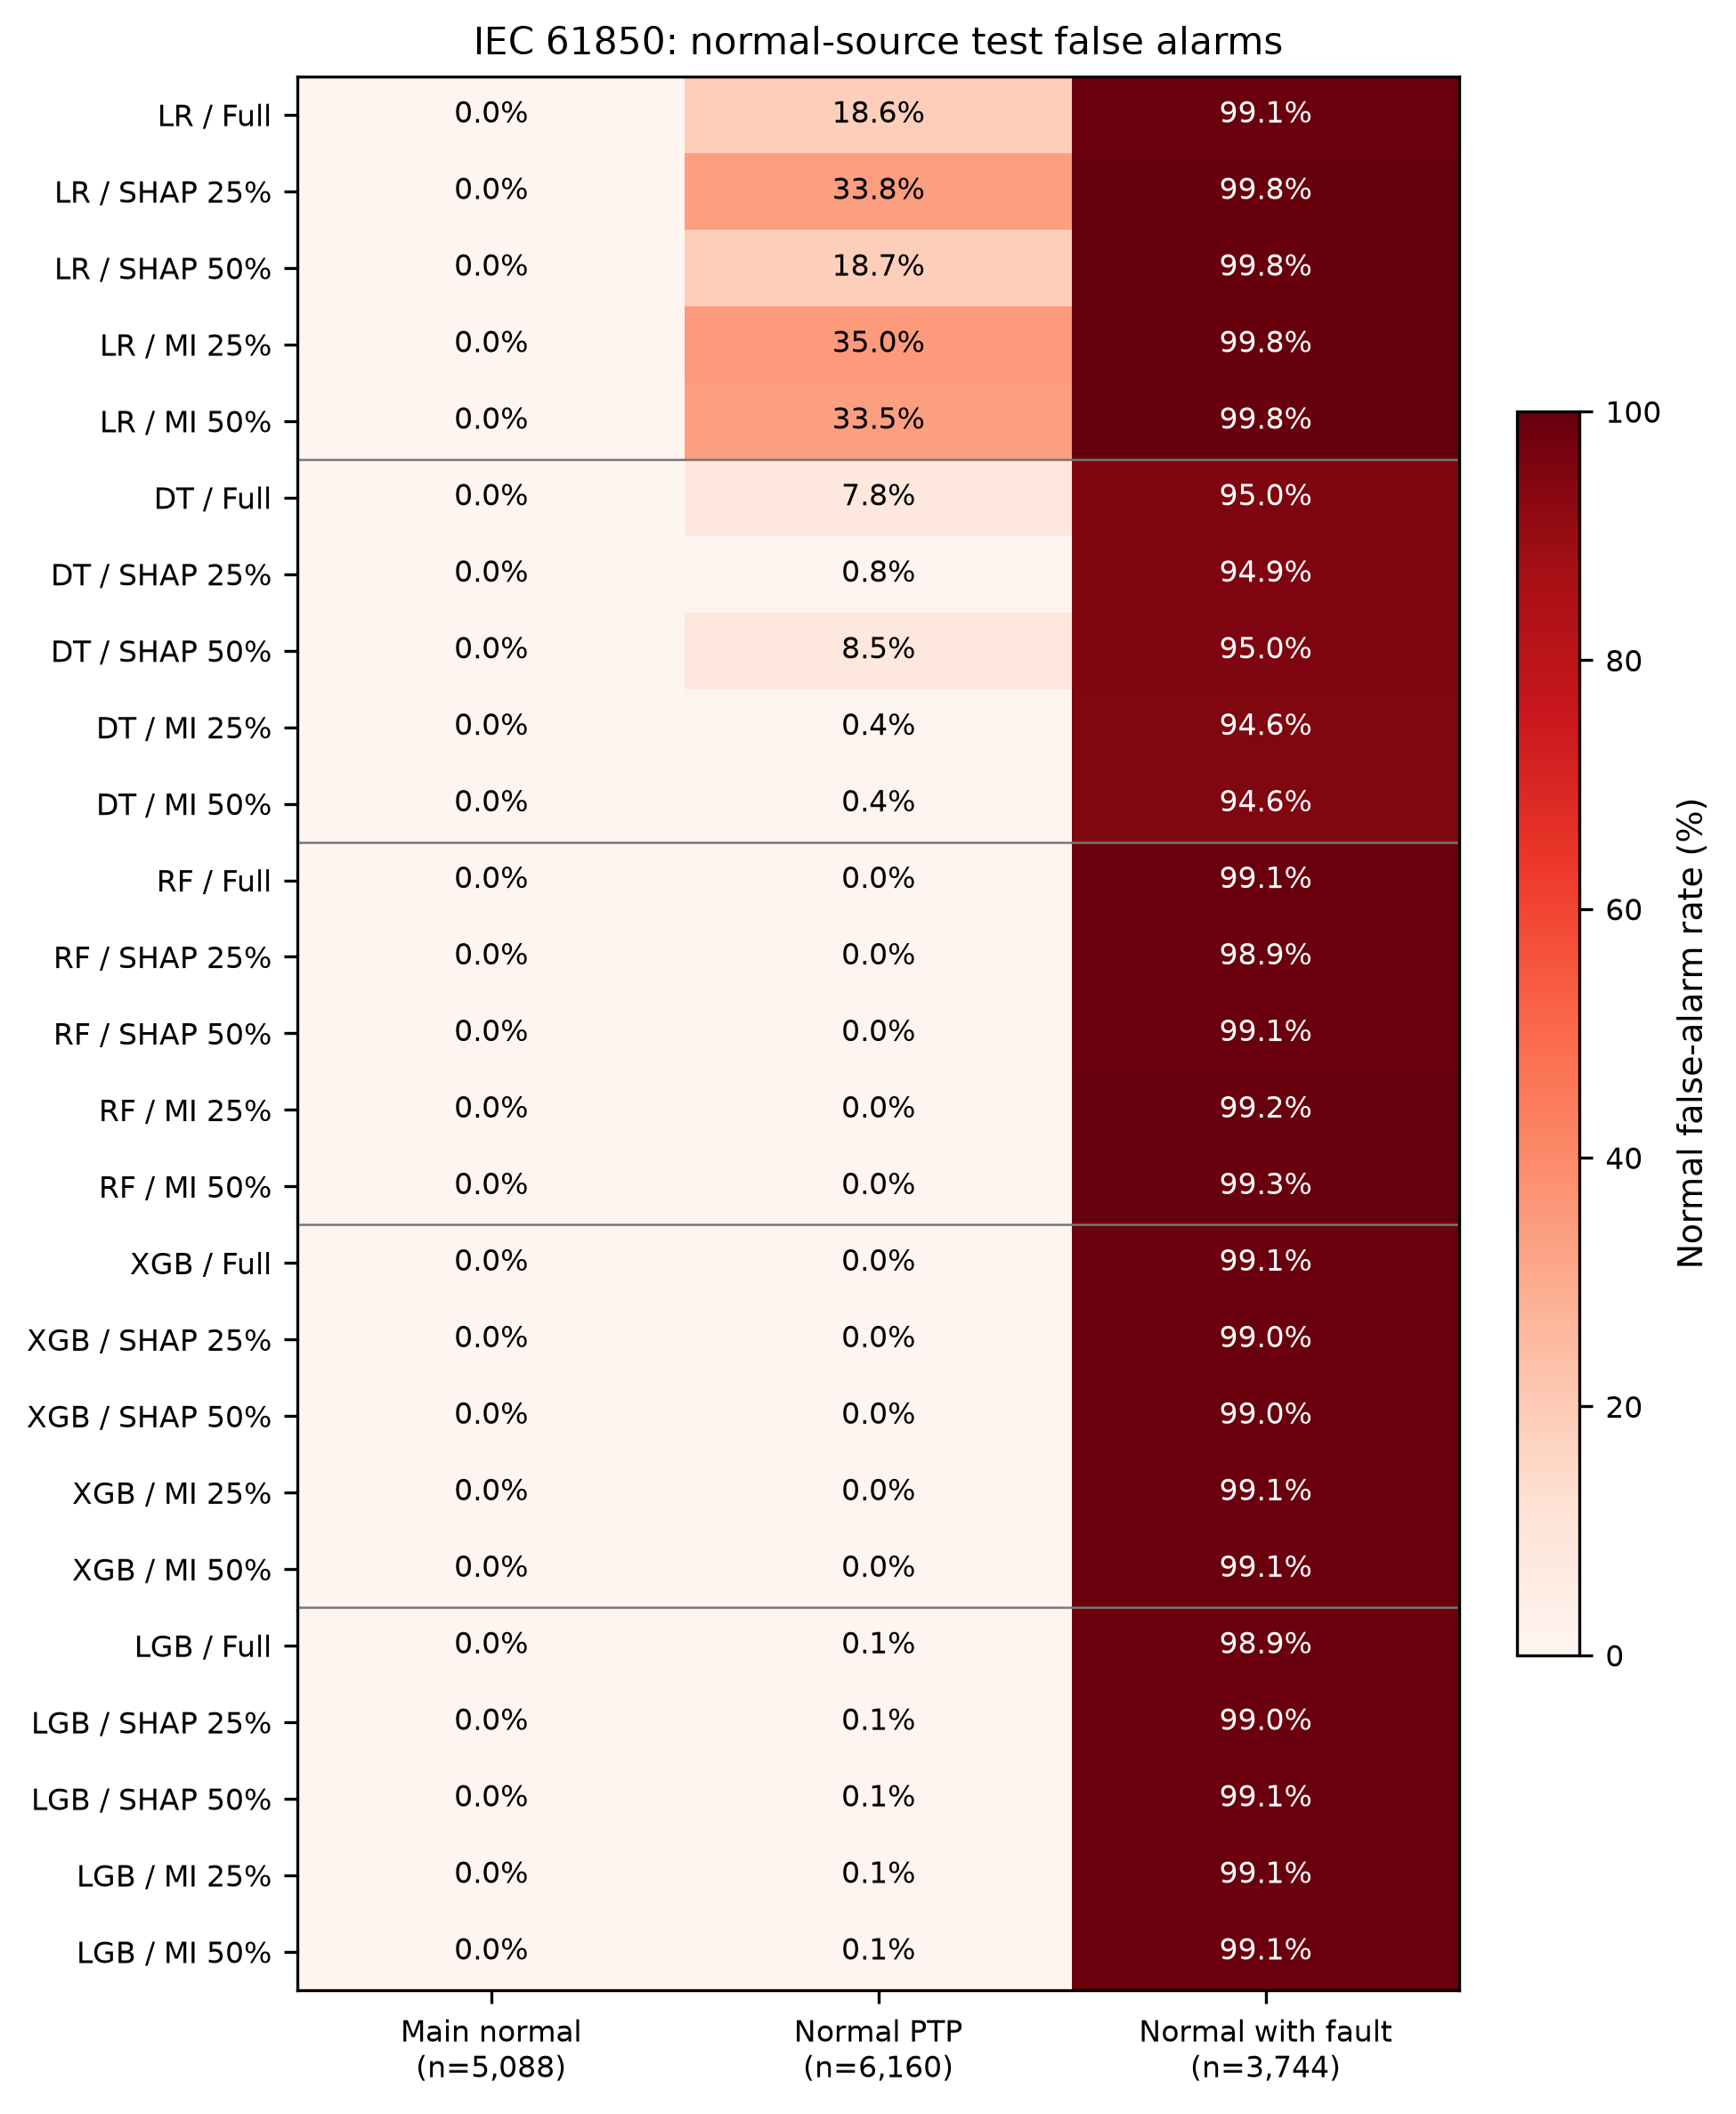 IEC 61850: normal-source test false alarms
LR / Full 0.0% 18.6% 99.1%
LR / SHAP 25% 0.0% 33.8% 99.8%
LR / SHAP 50% 0.0% 18.7% 99.8%
LR / MI 25% 0.0% 35.0% 99.8%
LR / MI 50% 0.0% 33.5% 99.8%
DT / Full 0.0% 7.8% 95.0%
DT / SHAP 25% 0.0% 0.8% 94.9%
DT / SHAP 50% 0.0% 8.5% 95.0%
DT / MI 25% 0.0% 0.4% 94.6%
DT / MI 50% 0.0% 0.4% 94.6%
RF / Full 0.0% 0.0% 99.1%
RF / SHAP 25% 0.0% 0.0% 98.9%
RF / SHAP 50% 0.0% 0.0% 99.1%
RF / MI 25% 0.0% 0.0% 99.2%
RF / MI 50% 0.0% 0.0% 99.3%
XGB / Full 0.0% 0.0% 99.1%
XGB / SHAP 25% 0.0% 0.0% 99.0%
XGB / SHAP 50% 0.0% 0.0% 99.0%
XGB / MI 25% 0.0% 0.0% 99.1%
XGB / MI 50% 0.0% 0.0% 99.1%
LGB / Full 0.0% 0.1% 98.9%
LGB / SHAP 25% 0.0% 0.1% 99.0%
LGB / SHAP 50% 0.0% 0.1% 99.1%
LGB / MI 25% 0.0% 0.1% 99.1%
LGB / MI 50% 0.0% 0.1% 99.1%
Main normal Normal PTP Normal with fault
(n=5,088) (n=6,160) (n=3,744)
100
80
60
40
20
0
Normal false-alarm rate (%)